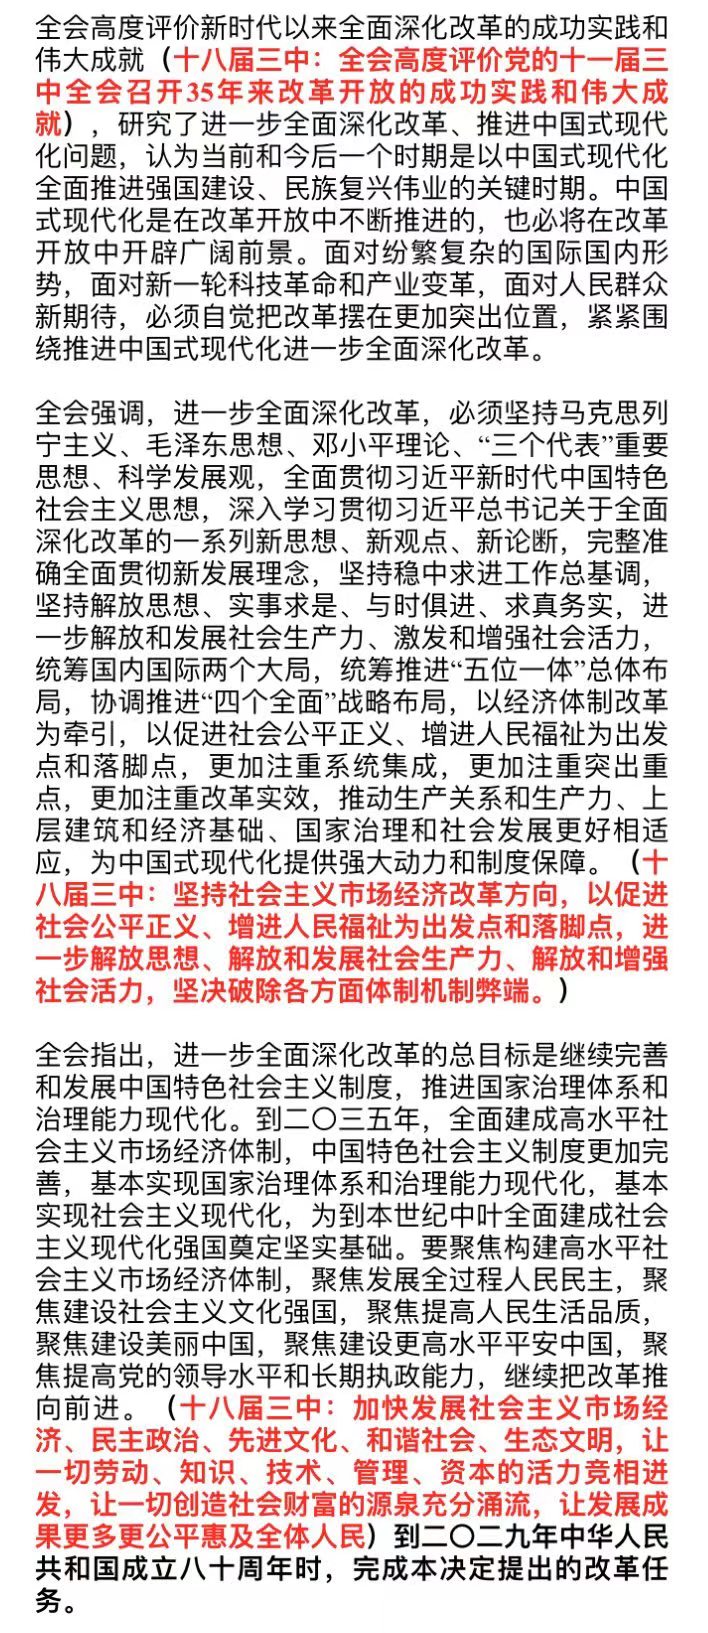 全会高度评价新时代以来全面深化改革的成功实践和
伟大成就（十八届三中：全会高度评价党的十一届三
中全会召开35年来改革开放的成功实践和伟大成
就），研究了进一步全面深化改革、推进中国式现代
化问题，认为当前和今后一个时期是以中国式现代化
全面推进强国建设、民族复兴伟业的关键时期。中国
式现代化是在改革开放中不断推进的，也必将在改革
开放中开辟广阔前景。面对纷繁复杂的国际国内形
势，面对新一轮科技革命和产业变革，面对人民群众
新期待，必须自觉把改革摆在更加突出位置，紧紧围
绕推进中国式现代化进一步全面深化改革。
全会强调，进一步全面深化改革，必须坚持马克思列
宁主义、毛泽东思想、邓小平理论、“三个代表”重要
思想、科学发展观，全面贯彻习近平新时代中国特色
社会主义思想，深入学习贯彻习近平总书记关于全面
深化改革的一系列新思想、新观点、新论断，完整准
确全面贯彻新发展理念，坚持稳中求进工作总基调，
坚持解放思想、实事求是、与时俱进、求真务实，进
一步解放和发展社会生产力、激发和增强社会活力，
统筹国内国际两个大局，统筹推进“五位一体”总体布
局，协调推进“四个全面”战略布局，以经济体制改革
为牵引，以促进社会公平正义、增进人民福祉为出发
点和落脚点，更加注重系统集成，更加注重突出重
点，更加注重改革实效，推动生产关系和生产力、上
层建筑和经济基础、国家治理和社会发展更好相适
应，为中国式现代化提供强大动力和制度保障。（十
八届三中：坚持社会主义市场经济改革方向，以促进
社会公平正义、增进人民福祉为出发点和落脚点，进
一步解放思想、解放和发展社会生产力、解放和增强
社会活力，坚决破除各方面体制机制弊端。）
全会指出，进一步全面深化改革的总目标是继续完善
和发展中国特色社会主义制度，推进国家治理体系和
治理能力现代化。到二〇三五年，全面建成高水平社
会主义市场经济体制，中国特色社会主义制度更加完
善，基本实现国家治理体系和治理能力现代化，基本
实现社会主义现代化，为到本世纪中叶全面建成社会
主义现代化强国奠定坚实基础。要聚焦构建高水平社
会主义市场经济体制，聚焦发展全过程人民民主，聚
焦建设社会主义文化强国，聚焦提高人民生活品质，
聚焦建设美丽中国，聚焦建设更高水平平安中国，聚
焦提高党的领导水平和长期执政能力，继续把改革推
向前进。（十八届三中：加快发展社会主义市场经
济、民主政治、先进文化、和谐社会、生态文明，让
一切劳动、知识、技术、管理、资本的活力竞相迸
发，让一切创造社会财富的源泉充分涌流，让发展成
果更多更公平惠及全体人民）到二〇二九年中华人民
共和国成立八十周年时，完成本决定提出的改革任
务。